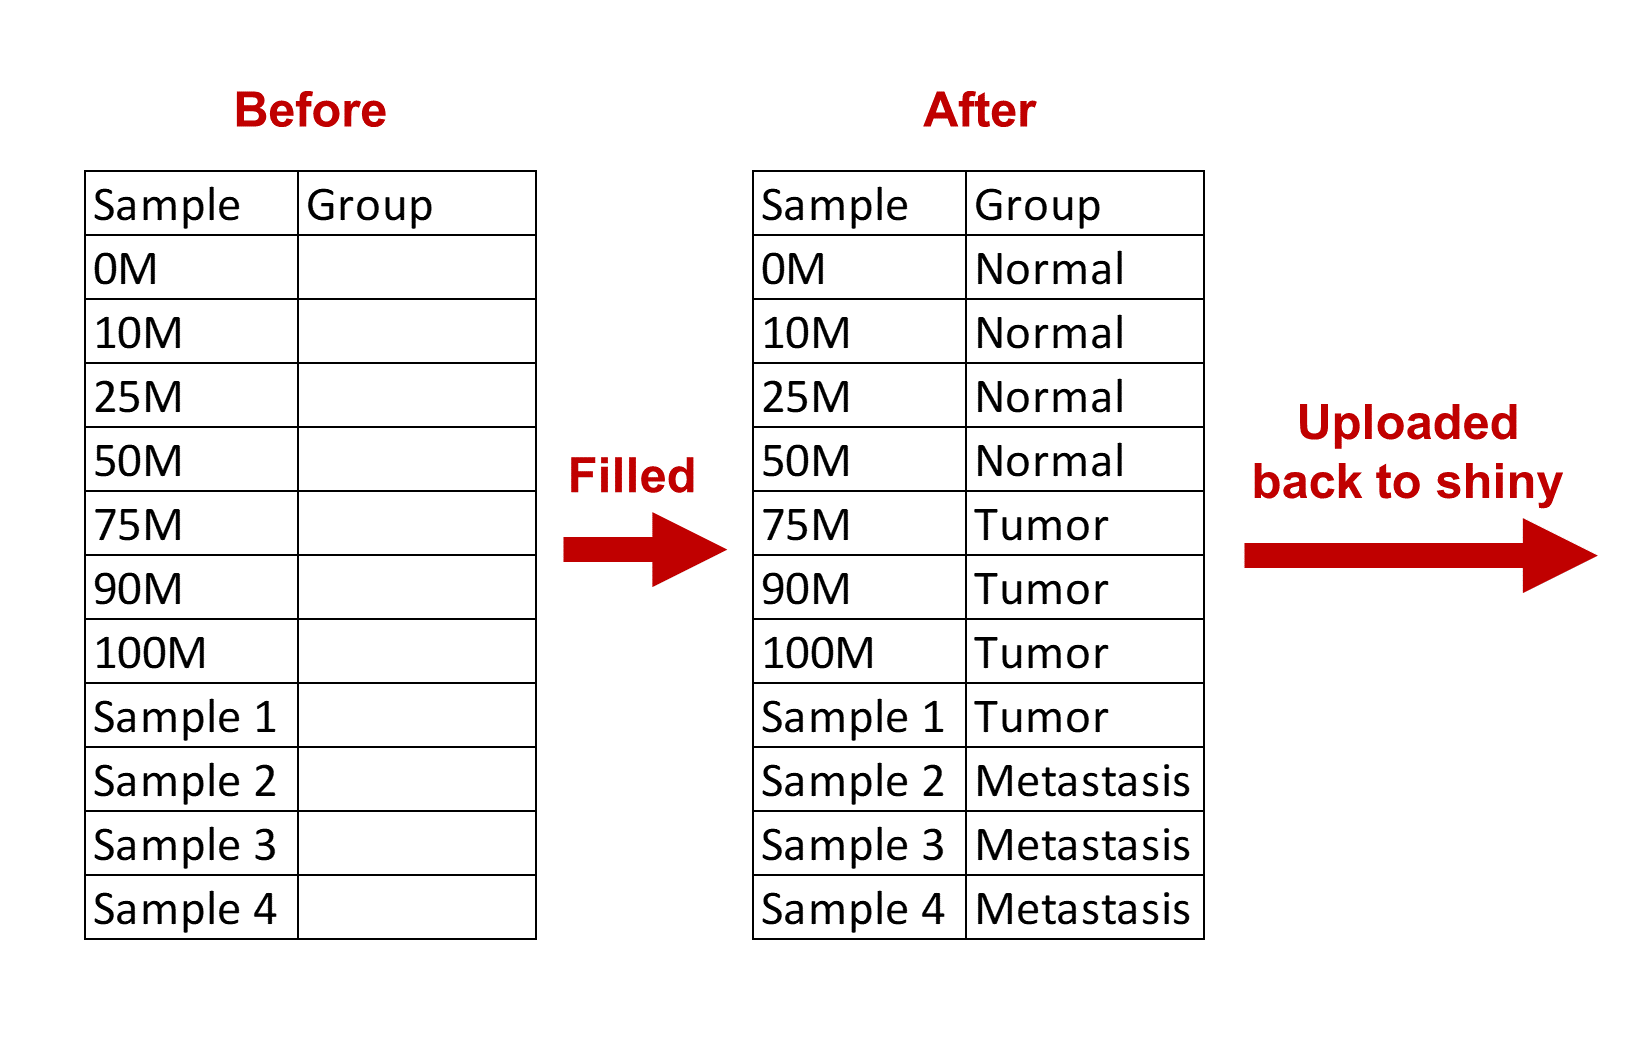 Before
Sample Group
0M
10M
25M
50M
75M
90M
100M
Sample 1
Sample 2
Sample 3
Sample 4
Filled
After
Sample Group
0M Normal
10M Normal
25M Normal
50M Normal
75M Tumor
90M Tumor
100M Tumor
Sample 1 Tumor
Sample 2 Metastasis
Sample 3 Metastasis
Sample 4 Metastasis
Uploaded
back to shiny